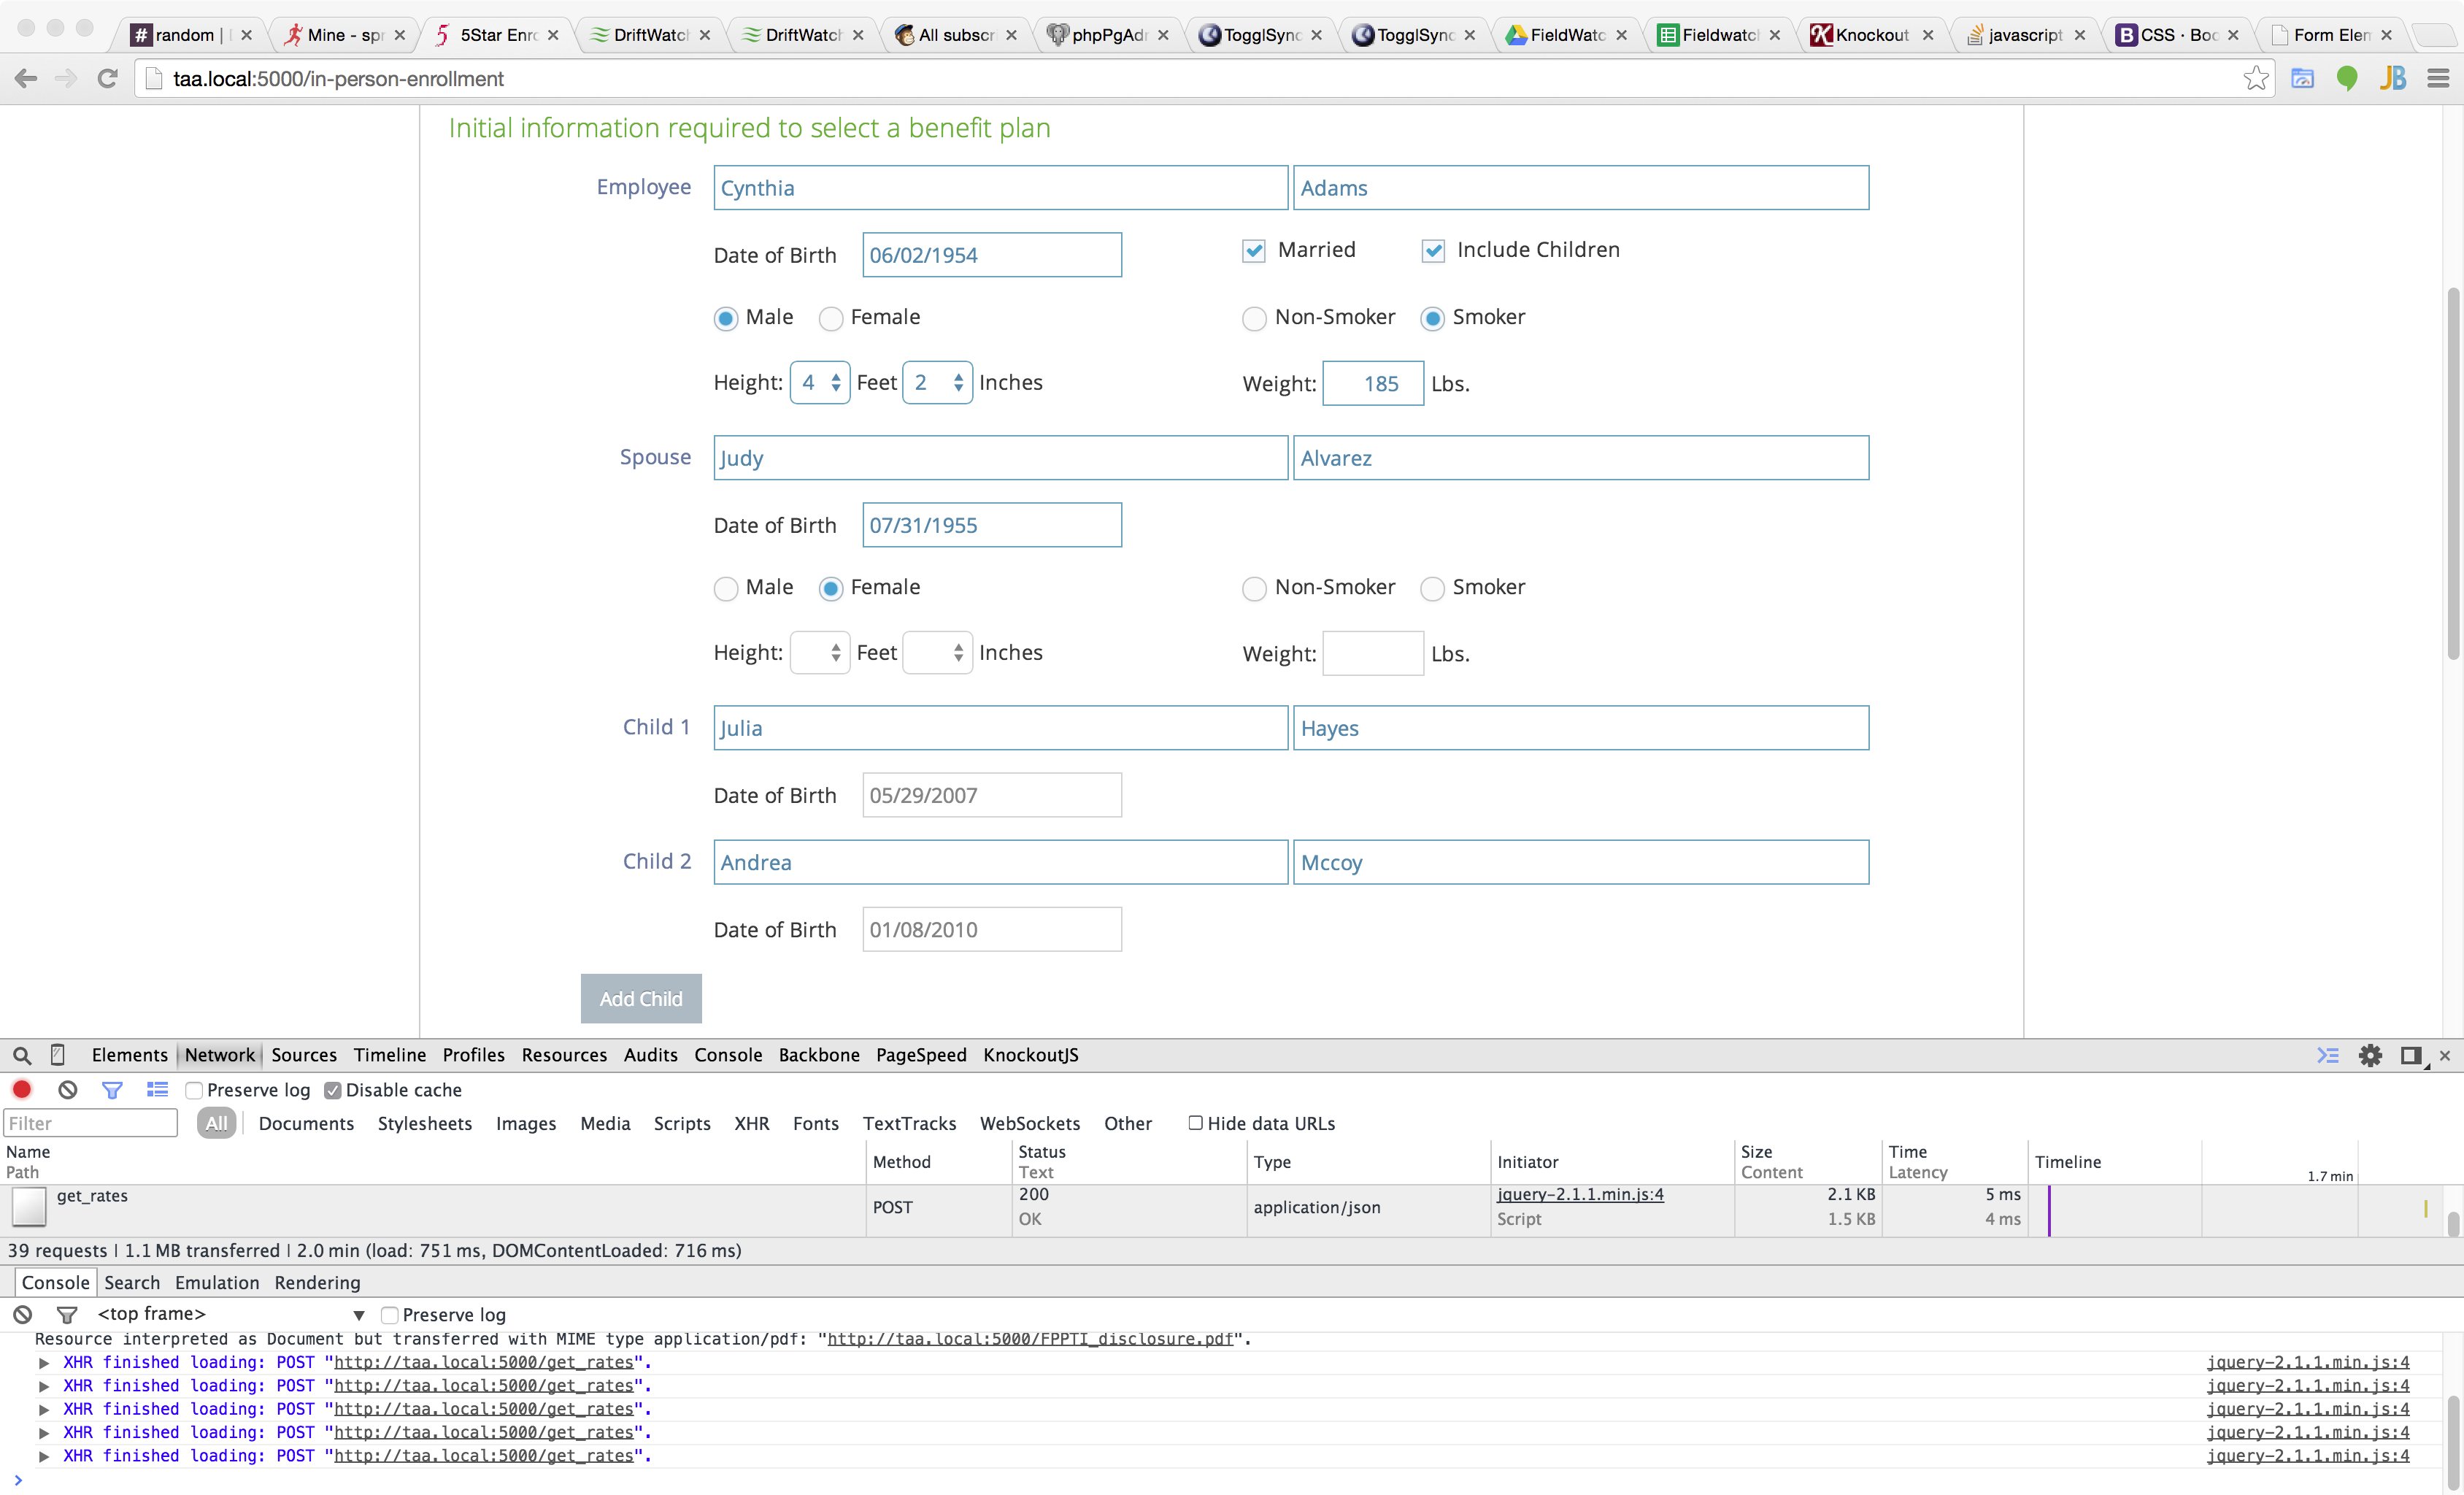 random |
Mine - spr
5Star Enro
DriftWatch
DriftWatch
All subscr
phpPgAdr
TogglSync
TogglSync
FieldWatc
Fieldwatch
Knockout
javascript
CSS · Boo
Form Elem
taa.local:5000/in-person-enrollment
JB
Initial information required to select a benefit plan
Employee Cynthia Adams
Date of Birth 06/02/1954 Married Include Children
Male Female Non-Smoker Smoker
Height: 4 Feet 2 Inches Weight: 185 Lbs.
Spouse Judy Alvarez
Date of Birth 07/31/1955
Male Female Non-Smoker Smoker
Height: Feet Inches Weight: Lbs.
Child 1 Julia Hayes
Date of Birth 05/29/2007
Child 2 Andrea Mccoy
Date of Birth 01/08/2010
Add Child
Elements Network Sources Timeline Profiles Resources Audits Console Backbone PageSpeed KnockoutJS
Preserve log Disable cache
Filter All Documents Stylesheets Images Media Scripts XHR Fonts TextTracks WebSockets Other Hide data URLs
Name Method Status Type Initiator Size Time Timeline
Path Text Content Latency 1.7 min
get_rates POST 200 application/json jquery-2.1.1.min.js:4 2.1 KB 5 ms
OK Script 1.5 KB 4 ms
39 requests | 1.1 MB transferred | 2.0 min (load: 751 ms, DOMContentLoaded: 716 ms)
Console Search Emulation Rendering
<top frame> ▼ Preserve log
Resource interpreted as Document but transferred with MIME type application/pdf: "http://taa.local:5000/FPPTI_disclosure.pdf".
XHR finished loading: POST "http://taa.local:5000/get_rates". jquery-2.1.1.min.js:4
XHR finished loading: POST "http://taa.local:5000/get_rates". jquery-2.1.1.min.js:4
XHR finished loading: POST "http://taa.local:5000/get_rates". jquery-2.1.1.min.js:4
XHR finished loading: POST "http://taa.local:5000/get_rates". jquery-2.1.1.min.js:4
XHR finished loading: POST "http://taa.local:5000/get_rates". jquery-2.1.1.min.js:4